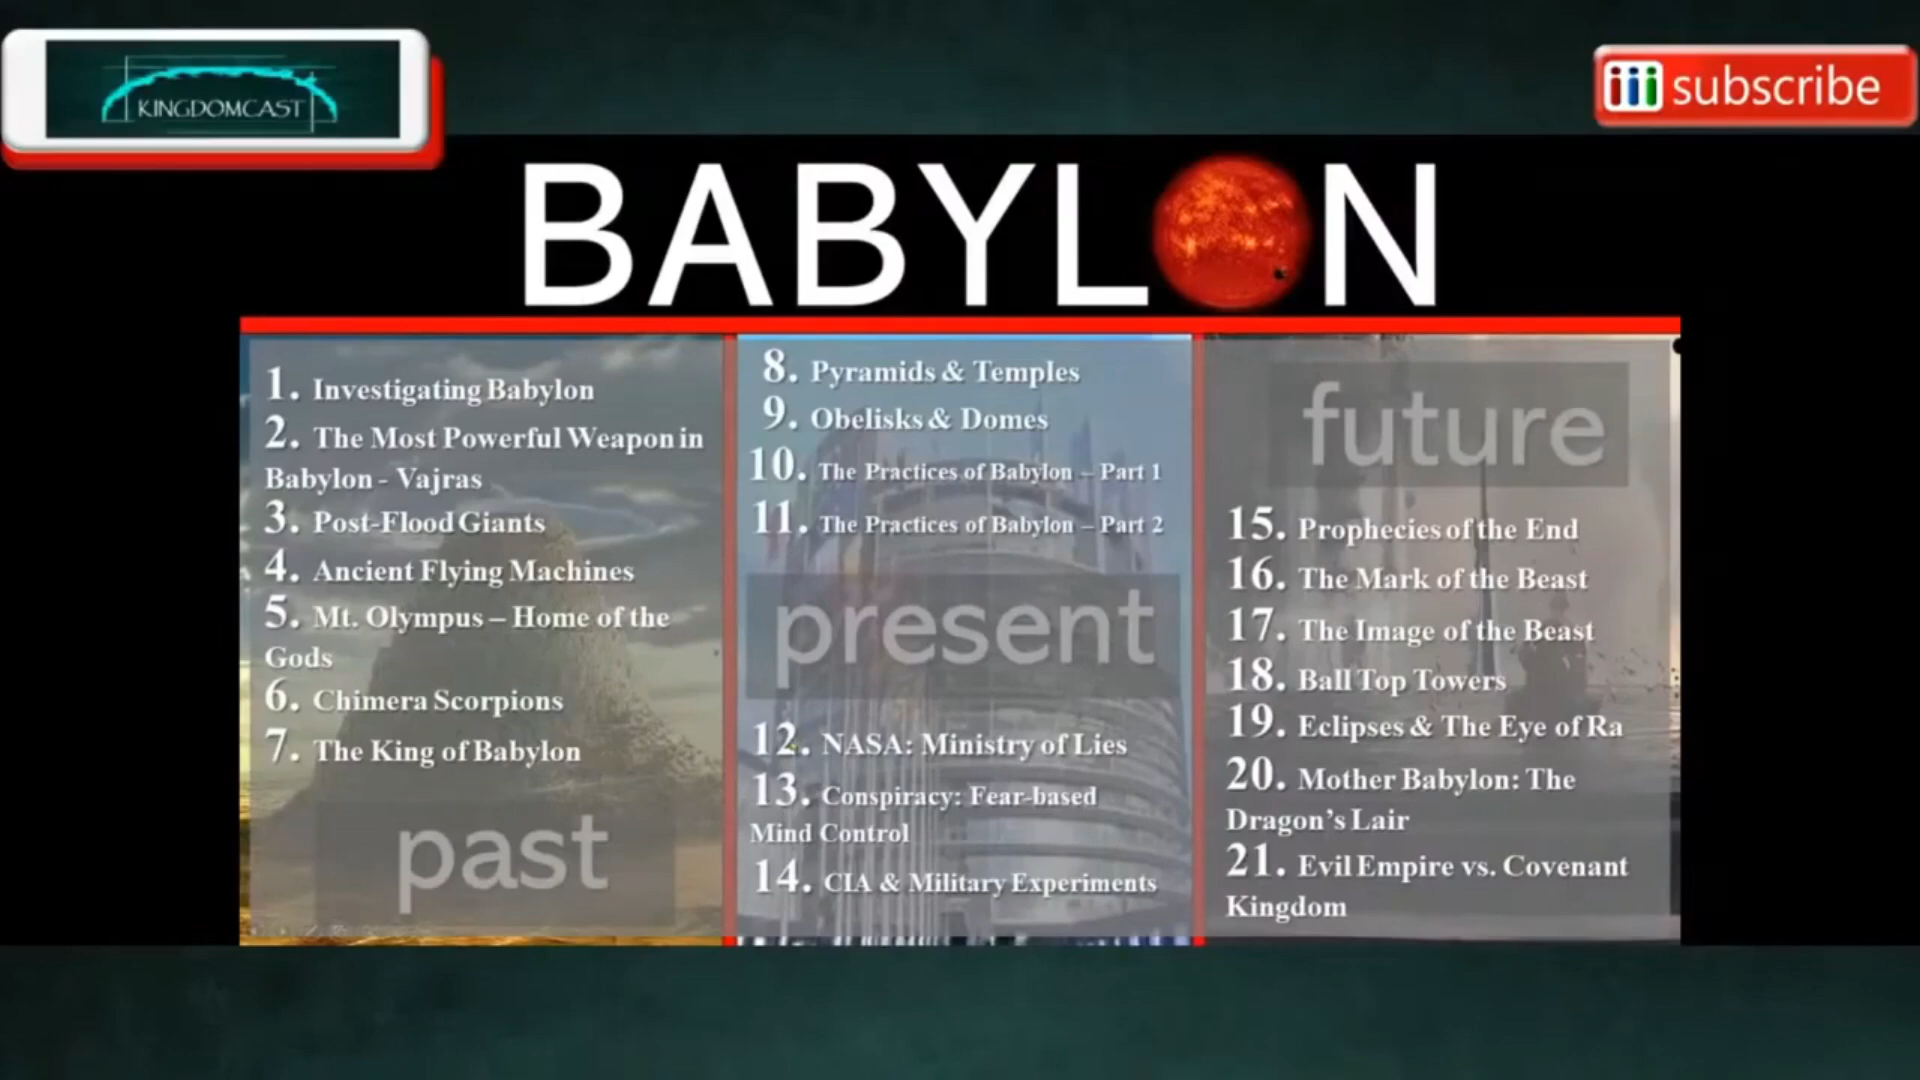 KINGDOMCAST
subscribe
BABYLON
1. Investigating Babylon
2. The Most Powerful Weapon in
Babylon - Vajras
3. Post-Flood Giants
4. Ancient Flying Machines
5. Mt. Olympus – Home of the
Gods
6. Chimera Scorpions
7. The King of Babylon
past
8. Pyramids & Temples
9. Obelisks & Domes
10. The Practices of Babylon – Part 1
11. The Practices of Babylon – Part 2
present
12. NASA: Ministry of Lies
13. Conspiracy: Fear-based
Mind Control
14. CIA & Military Experiments
future
15. Prophecies of the End
16. The Mark of the Beast
17. The Image of the Beast
18. Ball Top Towers
19. Eclipses & The Eye of Ra
20. Mother Babylon: The
Dragon's Lair
21. Evil Empire vs. Covenant
Kingdom